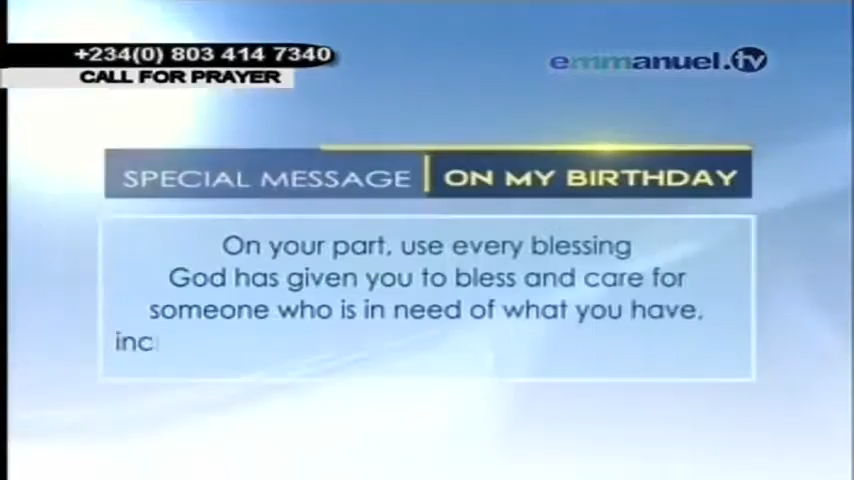 +234(0) 803 414 7340
CALL FOR PRAYER
emmanuel.tv
SPECIAL MESSAGE
ON MY BIRTHDAY
On your part, use every blessing
God has given you to bless and care for
someone who is in need of what you have,
inc